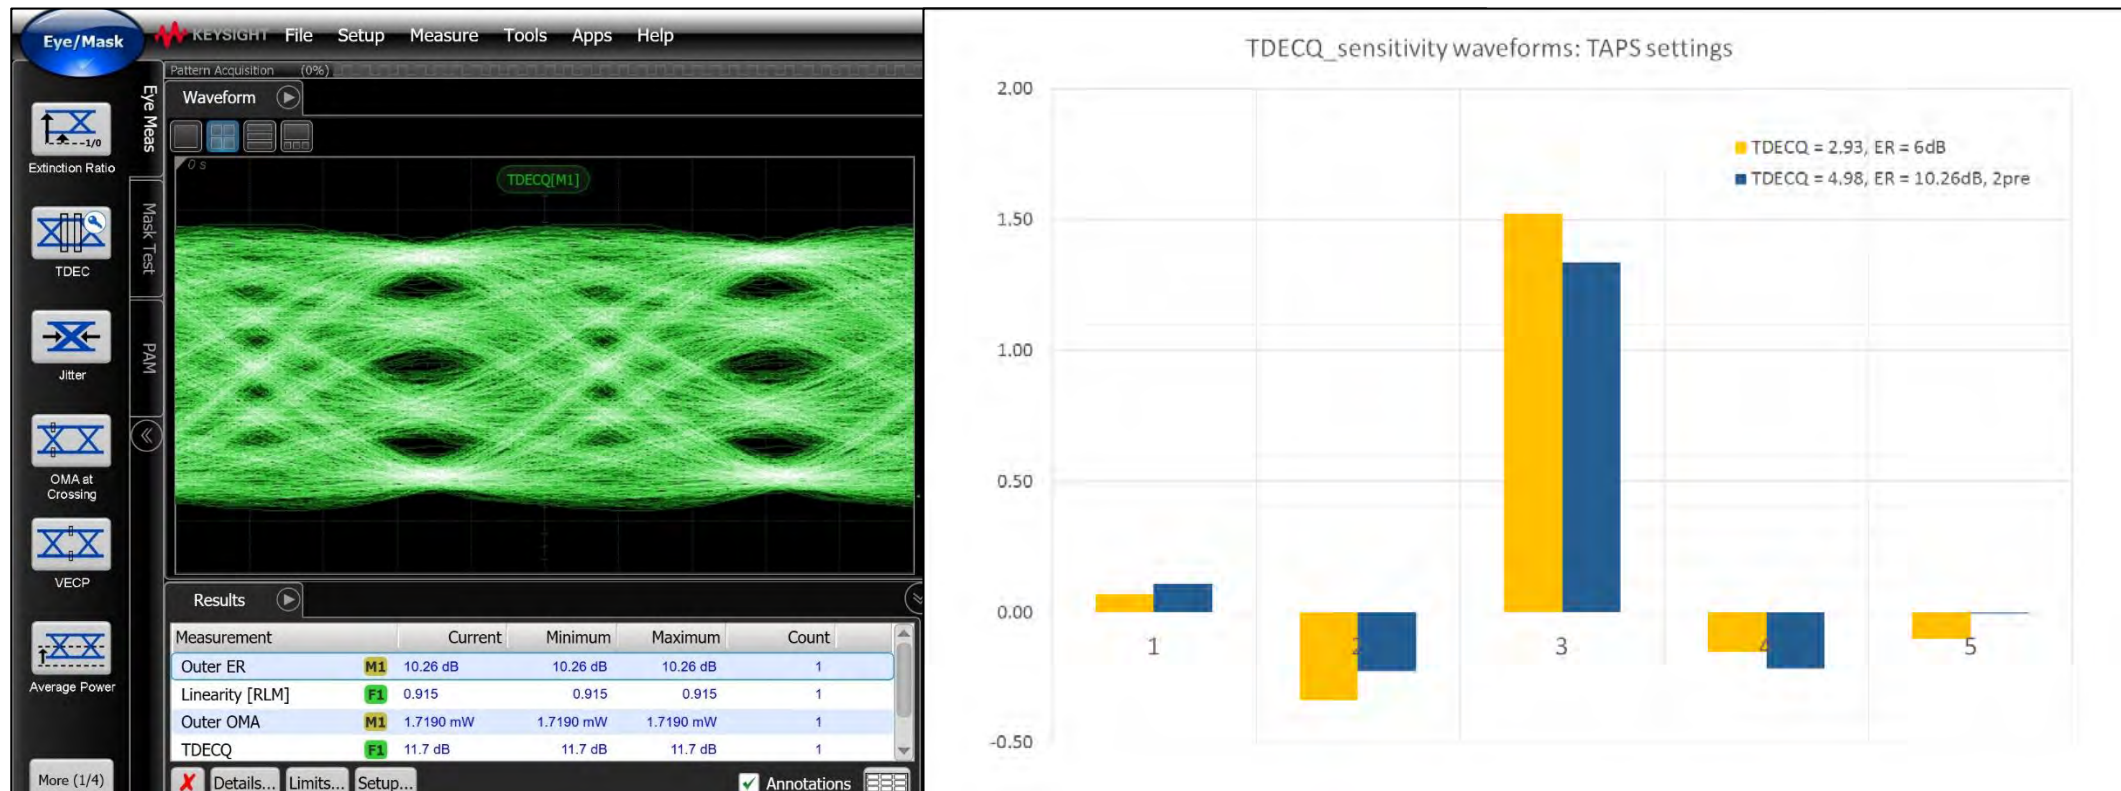 Eye/Mask
KEYSIGHT File Setup Measure Tools Apps Help
Pattern Acquisition (0%)
Waveform
Eye Meas
Mask Test
PAM
1/0
Extinction Ratio
TDEC
Jitter
OMA at
Crossing
VECP
Average Power
More (1/4)
0 s
TDECQ[M1]
Results
Measurement Current Minimum Maximum Count
Outer ER M1 10.26 dB 10.26 dB 10.26 dB 1
Linearity [RLM] F1 0.915 0.915 0.915 1
Outer OMA M1 1.7190 mW 1.7190 mW 1.7190 mW 1
TDECQ F1 11.7 dB 11.7 dB 11.7 dB 1
Details... Limits... Setup... Annotations
TDECQ_sensitivity waveforms: TAPS settings
TDECQ = 2.93, ER = 6dB
TDECQ = 4.98, ER = 10.26dB, 2pre
2.00
1.50
1.00
0.50
0.00
-0.50
1 2 3 4 5